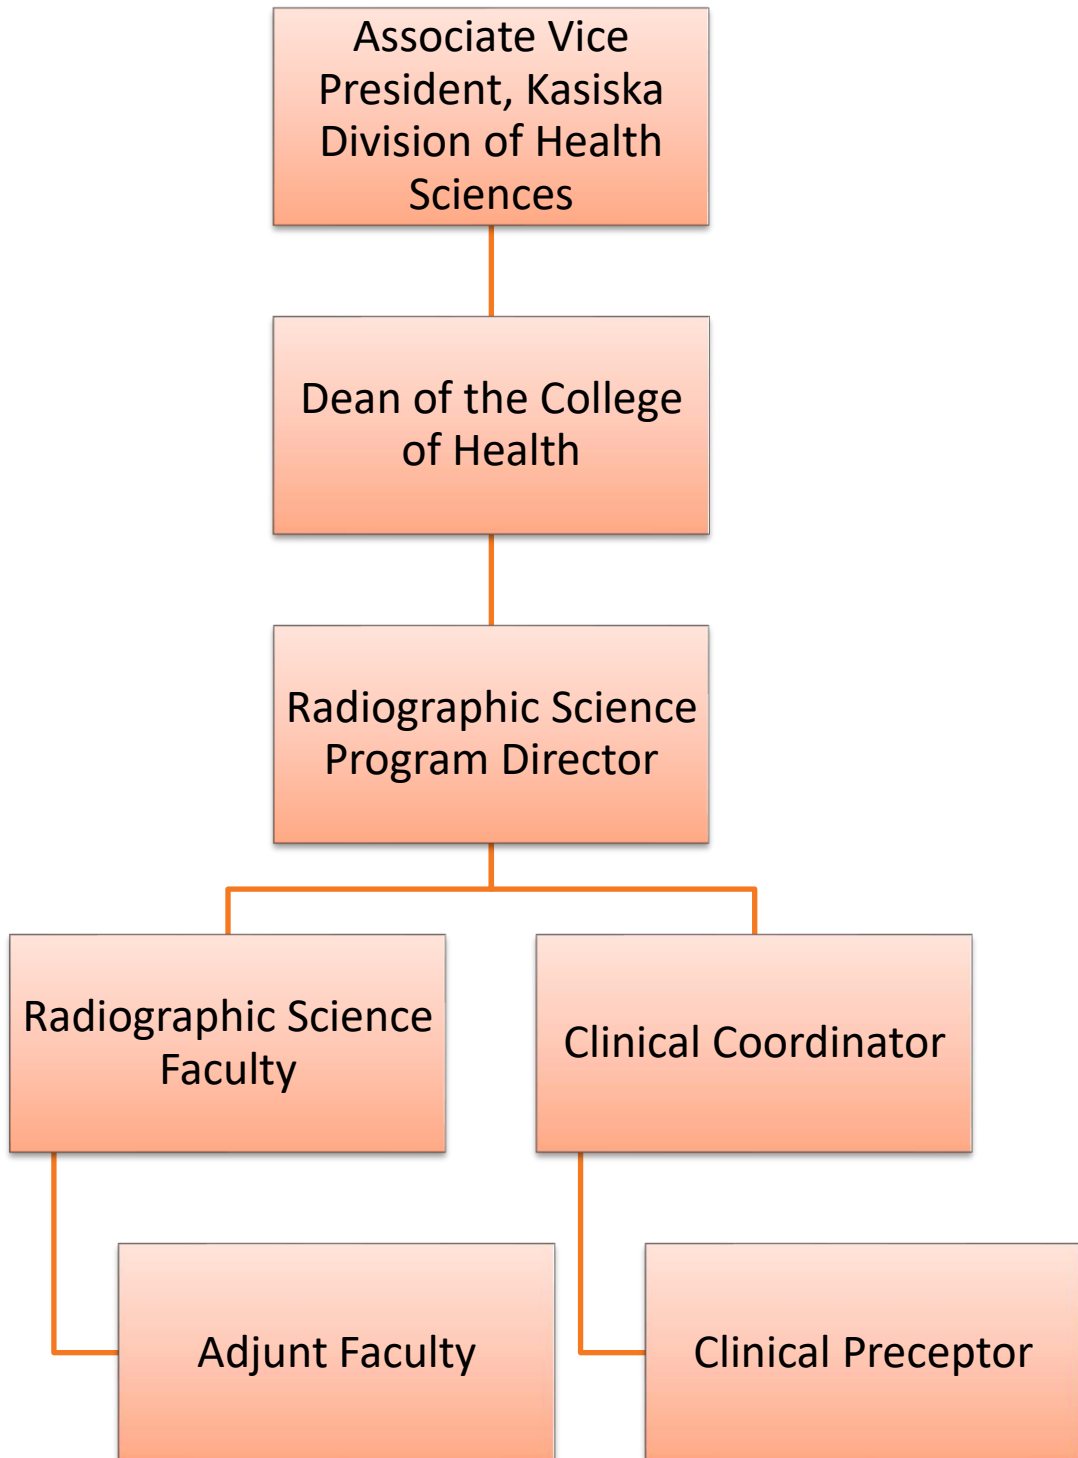 Associate Vice
President, Kasiska
Division of Health
Sciences
Dean of the College
of Health
Radiographic Science
Program Director
Radiographic Science
Faculty
Clinical Coordinator
Adjunt Faculty
Clinical Preceptor